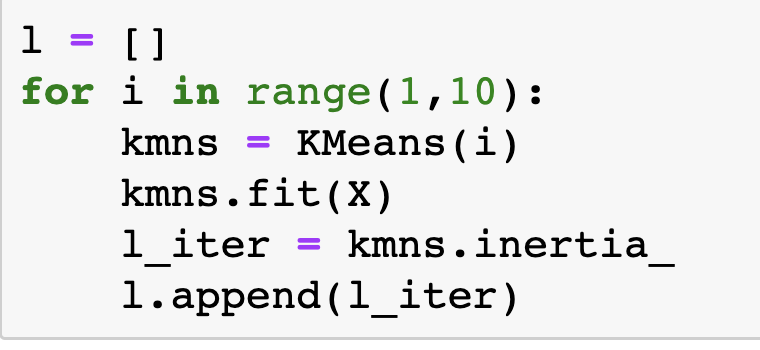 l = []
for i in range(1,10):
    kmns = KMeans(i)
    kmns.fit(X)
    l_iter = kmns.inertia_
    l.append(l_iter)